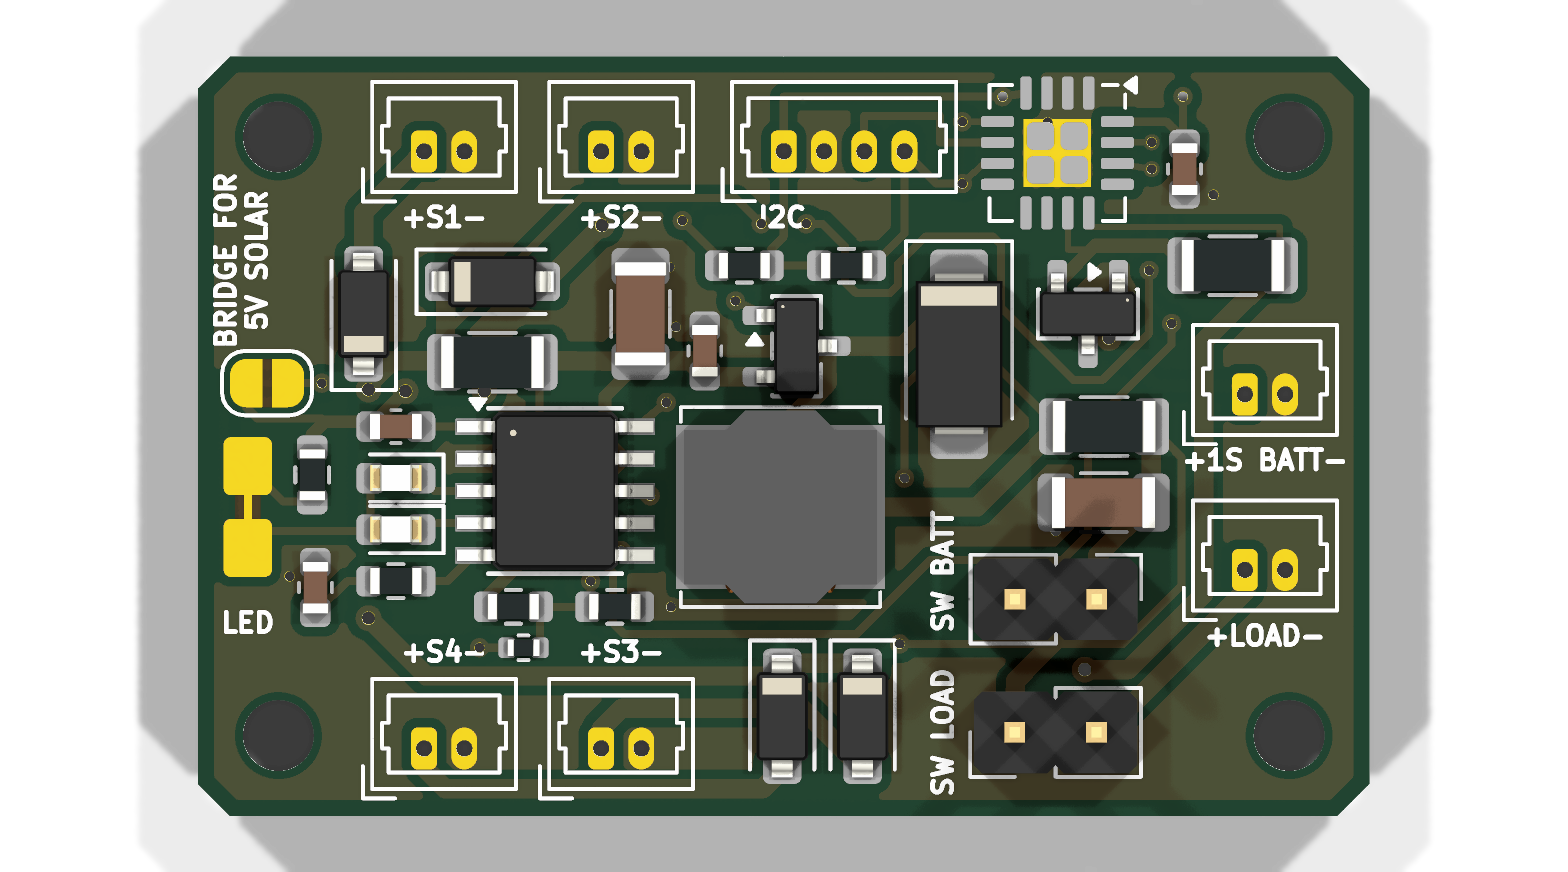 +S1-
+S2-
I2C
BRIDGE FOR
5V SOLAR
+1S BATT-
SW BATT
LED
+LOAD-
+S4-
+S3-
SW LOAD